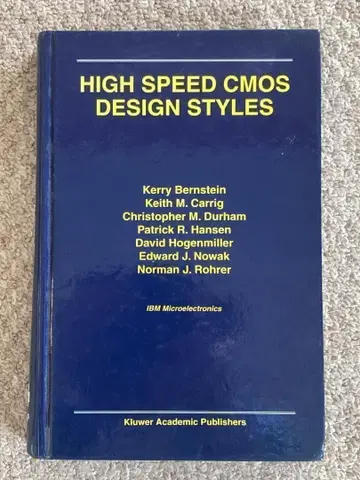 HIGH SPEED CMOS
DESIGN STYLES
Kerry Bernstein
Keith M. Carrig
Christopher M. Durham
Patrick R. Hansen
David Hogenmiller
Edward J. Nowak
Norman J. Rohrer
IBM Microelectronics
Kluwer Academic Publishers